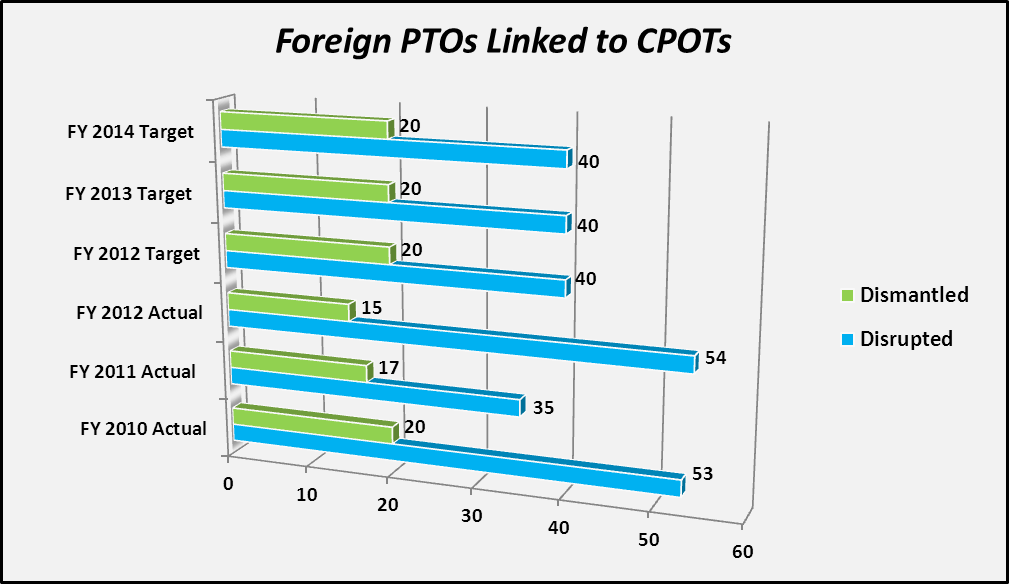 Foreign PTOs Linked to CPOTs
FY 2014 Target
20
40
FY 2013 Target
20
40
FY 2012 Target
20
40
FY 2012 Actual
15
54
FY 2011 Actual
17
35
FY 2010 Actual
20
53
0
10
20
30
40
50
60
Dismantled
Disrupted